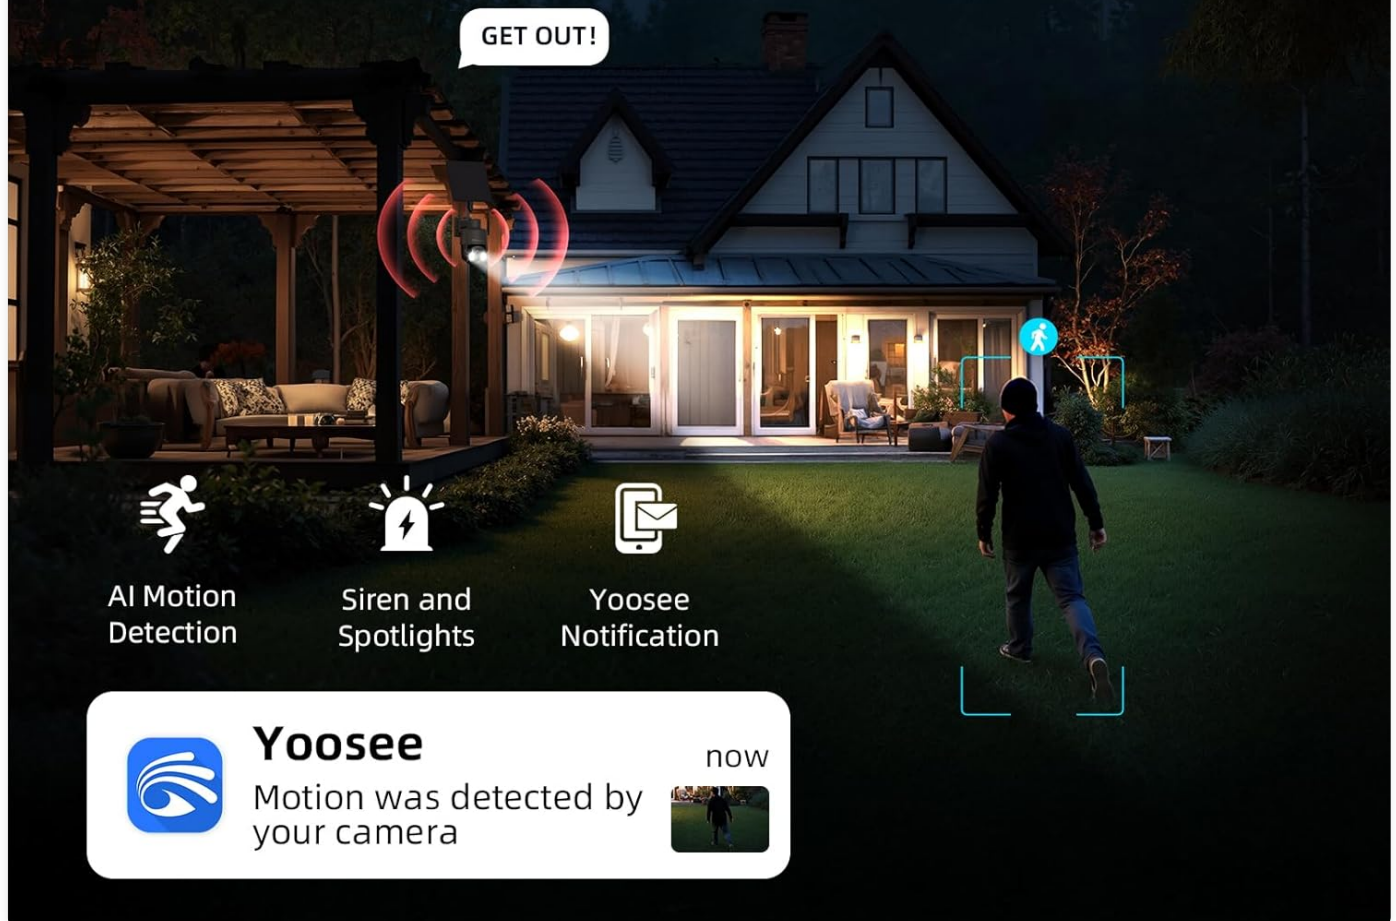 GET OUT!
AI Motion
Detection
Siren and
Spotlights
Yoosee
Notification
Yoosee
now
Motion was detected by
your camera